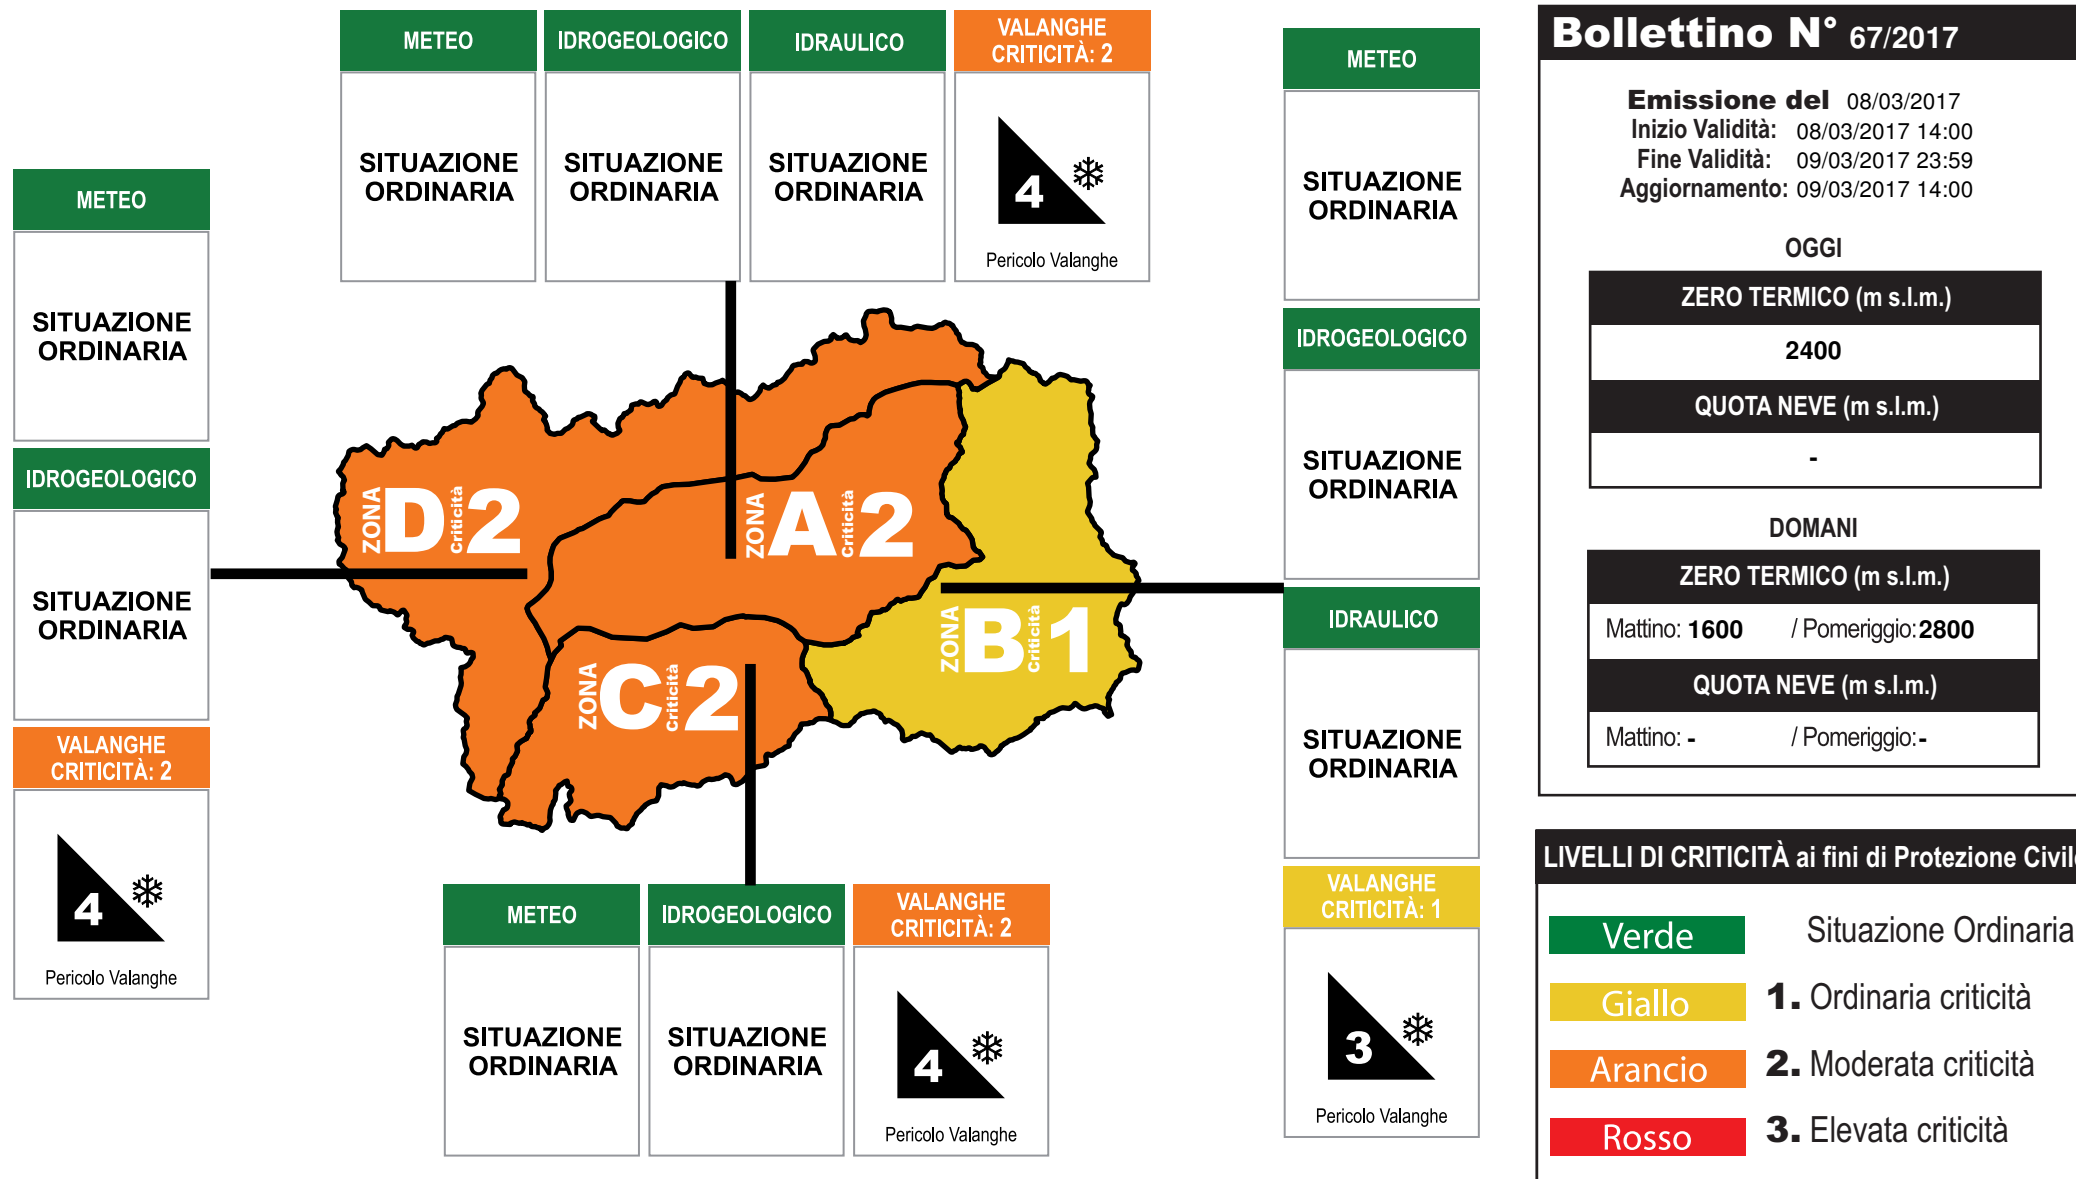 METEO
SITUAZIONE
ORDINARIA
IDROGEOLOGICO
SITUAZIONE
ORDINARIA
IDRAULICO
SITUAZIONE
ORDINARIA
VALANGHE
CRITICITÀ: 2
4
Pericolo Valanghe
METEO
SITUAZIONE
ORDINARIA
IDROGEOLOGICO
SITUAZIONE
ORDINARIA
VALANGHE
CRITICITÀ: 2
4
Pericolo Valanghe
ZONA D Criticità 2
ZONA A Criticità 2
ZONA C Criticità 2
ZONA B Criticità 1
METEO
SITUAZIONE
ORDINARIA
IDROGEOLOGICO
SITUAZIONE
ORDINARIA
VALANGHE
CRITICITÀ: 2
4
Pericolo Valanghe
METEO
SITUAZIONE
ORDINARIA
IDROGEOLOGICO
SITUAZIONE
ORDINARIA
IDRAULICO
SITUAZIONE
ORDINARIA
VALANGHE
CRITICITÀ: 1
3
Pericolo Valanghe
Bollettino N° 67/2017
Emissione del 08/03/2017
Inizio Validità: 08/03/2017 14:00
Fine Validità: 09/03/2017 23:59
Aggiornamento: 09/03/2017 14:00
OGGI
ZERO TERMICO (m s.l.m.)
2400
QUOTA NEVE (m s.l.m.)
-
DOMANI
ZERO TERMICO (m s.l.m.)
Mattino: 1600 / Pomeriggio: 2800
QUOTA NEVE (m s.l.m.)
Mattino: - / Pomeriggio: -
LIVELLI DI CRITICITÀ ai fini di Protezione Civile
Verde Situazione Ordinaria
Giallo 1. Ordinaria criticità
Arancio 2. Moderata criticità
Rosso 3. Elevata criticità